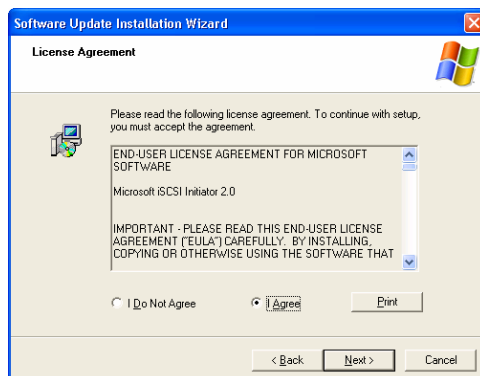 Software Update Installation Wizard
License Agreement
Please read the following license agreement. To continue with setup,
you must accept the agreement.
END-USER LICENSE AGREEMENT FOR MICROSOFT
SOFTWARE
Microsoft iSCSI Initiator 2.0
IMPORTANT - PLEASE READ THIS END-USER LICENSE
AGREEMENT ("EULA") CAREFULLY. BY INSTALLING,
COPYING OR OTHERWISE USING THE SOFTWARE THAT
I Do Not Agree
I Agree
Print
< Back
Next >
Cancel